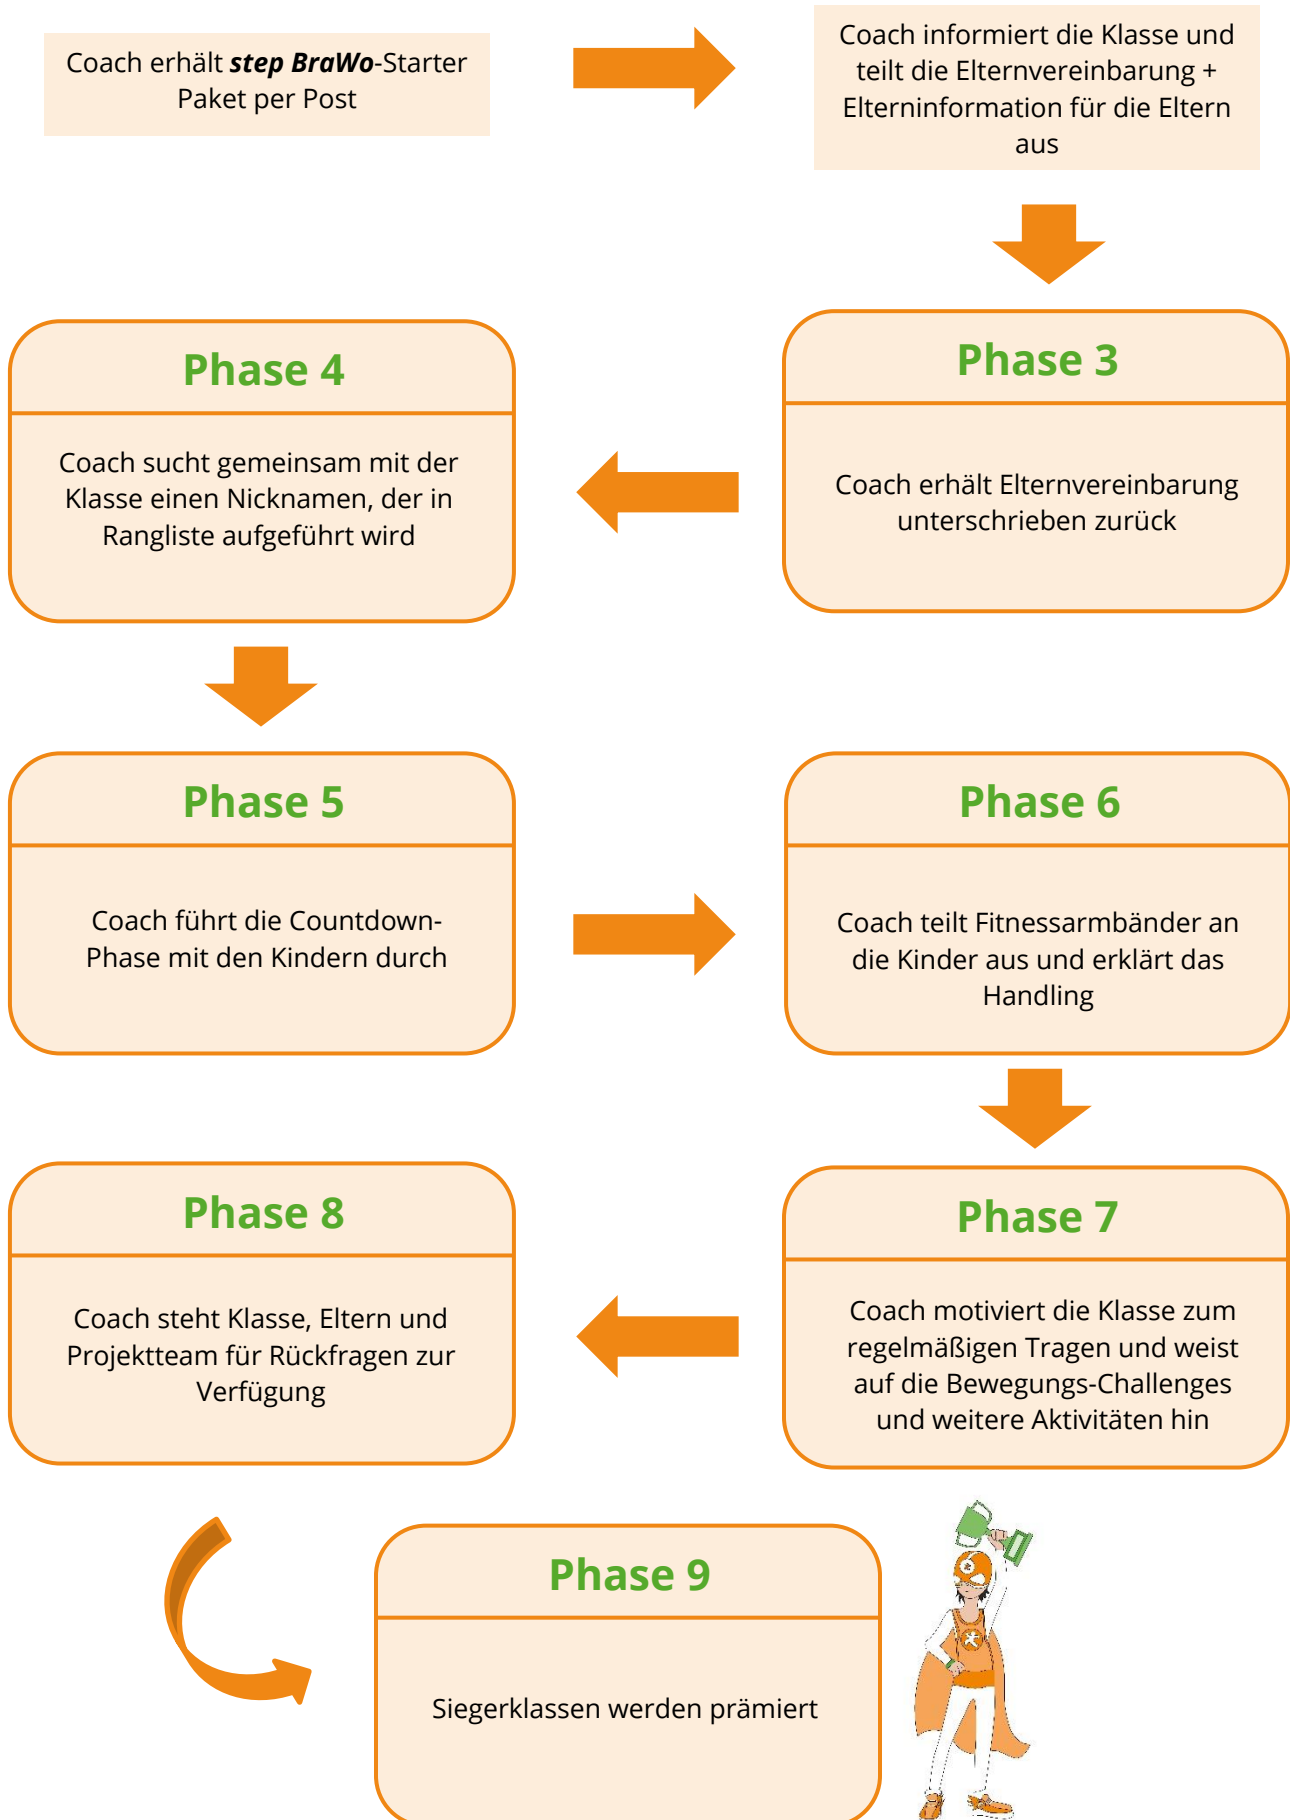 Coach erhält step BraWo-Starter
Paket per Post
Coach informiert die Klasse und
teilt die Elternvereinbarung +
Elterninformation für die Eltern
aus
Phase 3
Coach erhält Elternvereinbarung
unterschrieben zurück
Phase 4
Coach sucht gemeinsam mit der
Klasse einen Nicknamen, der in
Rangliste aufgeführt wird
Phase 5
Coach führt die Countdown-
Phase mit den Kindern durch
Phase 6
Coach teilt Fitnessarmbänder an
die Kinder aus und erklärt das
Handling
Phase 7
Coach motiviert die Klasse zum
regelmäßigen Tragen und weist
auf die Bewegungs-Challenges
und weitere Aktivitäten hin
Phase 8
Coach steht Klasse, Eltern und
Projektteam für Rückfragen zur
Verfügung
Phase 9
Siegerklassen werden prämiert